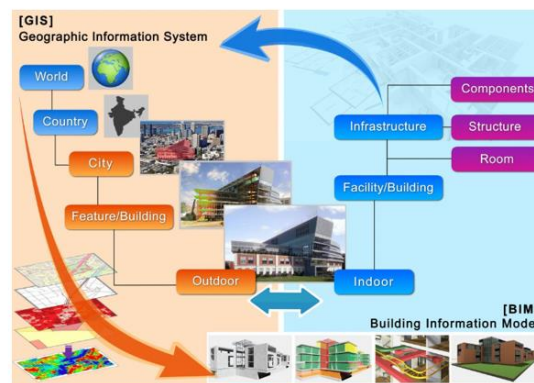 [GIS]
Geographic Information System
World
Country
City
Feature/Building
Outdoor
Components
Infrastructure
Structure
Room
Facility/Building
Indoor
[BIM
Building Information Mode